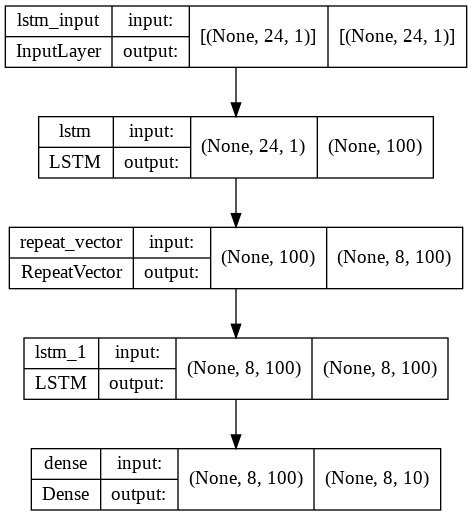 lstm_input input: [(None, 24, 1)] [(None, 24, 1)]
InputLayer output:
lstm input: (None, 24, 1) (None, 100)
LSTM output:
repeat_vector input: (None, 100) (None, 8, 100)
RepeatVector output:
lstm_1 input: (None, 8, 100) (None, 8, 100)
LSTM output:
dense input: (None, 8, 100) (None, 8, 10)
Dense output: